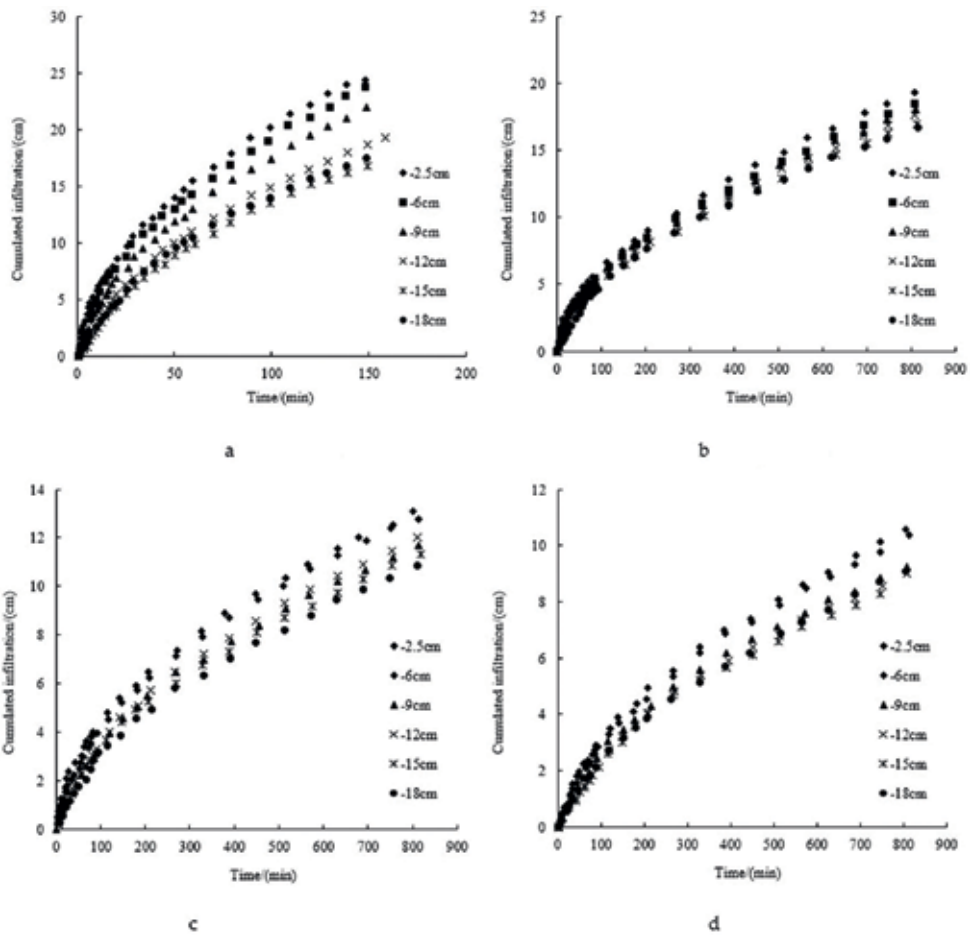 30
25
20
15
10
5
0
0 50 100 150 200
Cumulated infiltration/(cm)
Time/(min)
-2.5cm
-6cm
-9cm
-12cm
-15cm
-18cm
a
25
20
15
10
5
0
0 100 200 300 400 500 600 700 800 900
Cumulated infiltration/(cm)
Time/(min)
-2.5cm
-6cm
-9cm
-12cm
-15cm
-18cm
b
14
12
10
8
6
4
2
0
0 100 200 300 400 500 600 700 800 900
Cumulated infiltration/(cm)
Time/(min)
-2.5cm
-6cm
-9cm
-12cm
-15cm
-18cm
c
12
10
8
6
4
2
0
0 100 200 300 400 500 600 700 800 900
Cumulated infiltration/(cm)
Time/(min)
-2.5cm
-6cm
-9cm
-12cm
-15cm
-18cm
d